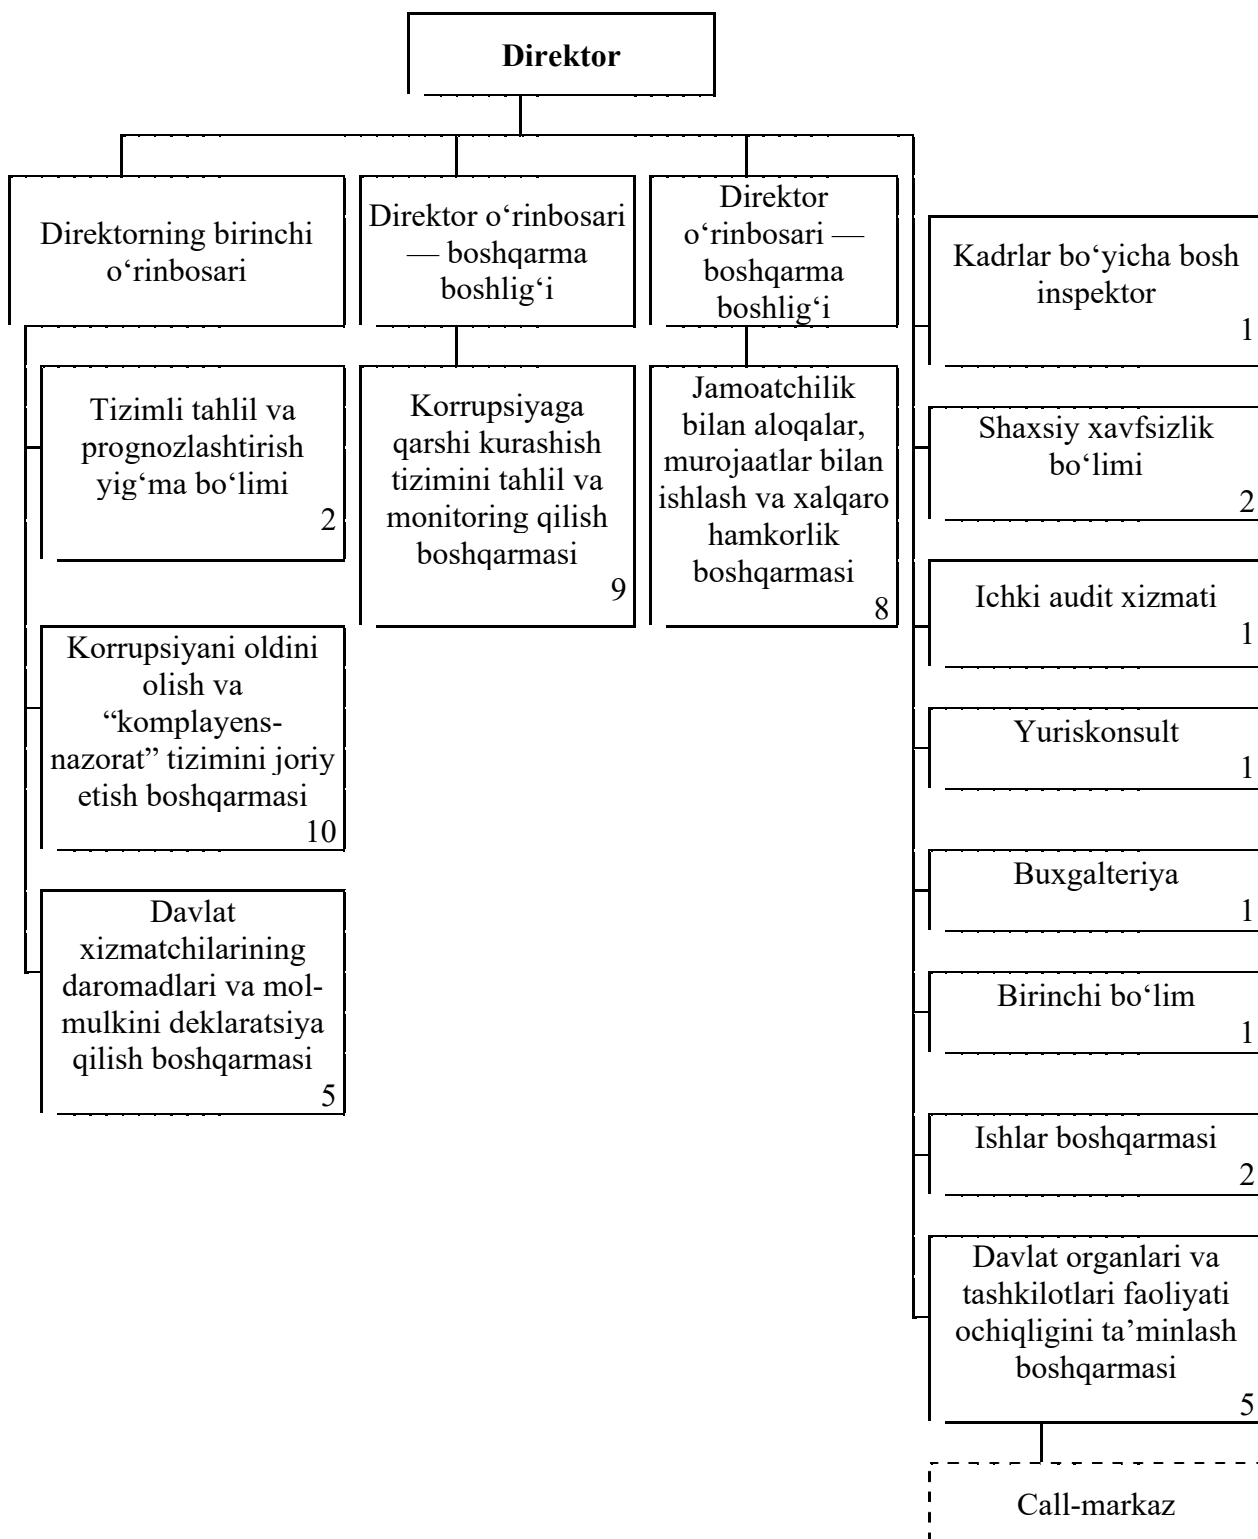 Direktor
Direktorning birinchi
o‘rinbosari
Direktor o‘rinbosari
— boshqarma
boshlig‘i
Direktor
o‘rinbosari —
boshqarma
boshlig‘i
Tizimli tahlil va
prognozlashtirish
yig‘ma bo‘limi
2
Korrupsiyaga
qarshi kurashish
tizimini tahlil va
monitoring qilish
boshqarmasi
9
Jamoatchilik
bilan aloqalar,
murojaatlar bilan
ishlash va xalqaro
hamkorlik
boshqarmasi
8
Korrupsiyani oldini
olish va
“komplayens-
nazorat” tizimini joriy
etish boshqarmasi
10
Davlat
xizmatchilarining
daromadlari va mol-
mulkini deklaratsiya
qilish boshqarmasi
5
Kadrlar bo‘yicha bosh
inspektor
1
Shaxsiy xavfsizlik
bo‘limi
2
Ichki audit xizmati
1
Yuriskonsult
1
Buxgalteriya
1
Birinchi bo‘lim
1
Ishlar boshqarmasi
2
Davlat organlari va
tashkilotlari faoliyati
ochiqligini ta’minlash
boshqarmasi
5
Call-markaz